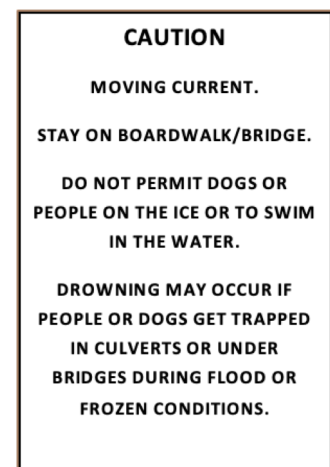 CAUTION
MOVING CURRENT.
STAY ON BOARDWALK/BRIDGE.
DO NOT PERMIT DOGS OR
PEOPLE ON THE ICE OR TO SWIM
IN THE WATER.
DROWNING MAY OCCUR IF
PEOPLE OR DOGS GET TRAPPED
IN CULVERTS OR UNDER
BRIDGES DURING FLOOD OR
FROZEN CONDITIONS.